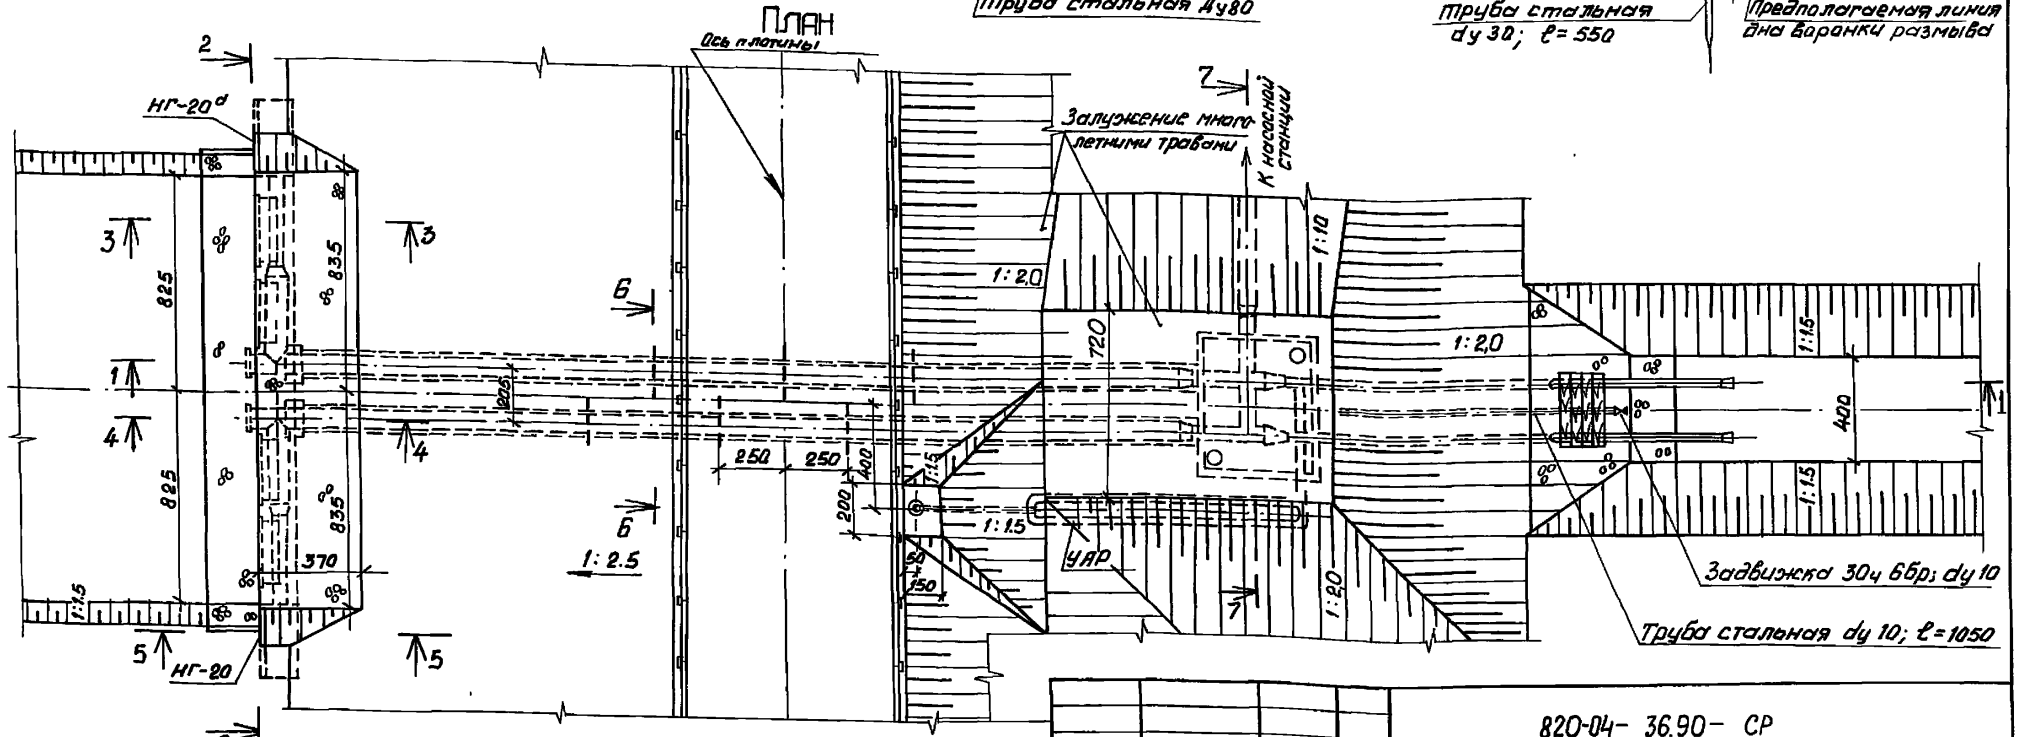 Труба стальная Ду80
Труба стальная
dу 30; ℓ=550
Предполагаемая линия
дна воронки размыва
ПЛАН
Ось плотины
2
НГ-20д
7
К насосной
станции
Залужение много-
летними травами
3
3
825
835
6
1:2,0
1:10
720
1:2,0
1:1.5
1
205
1
4
4
400
250
250
400
1:1.5
200
825
835
6
1:1.5
1:1.5
370
1:2.5
50
150
УАР
1:2,0
7
Задвижка 30ч 6бр; dу 10
1:1.5
Труба стальная dу 10; ℓ=1050
5
5
НГ-20
820-04-36.90-СР